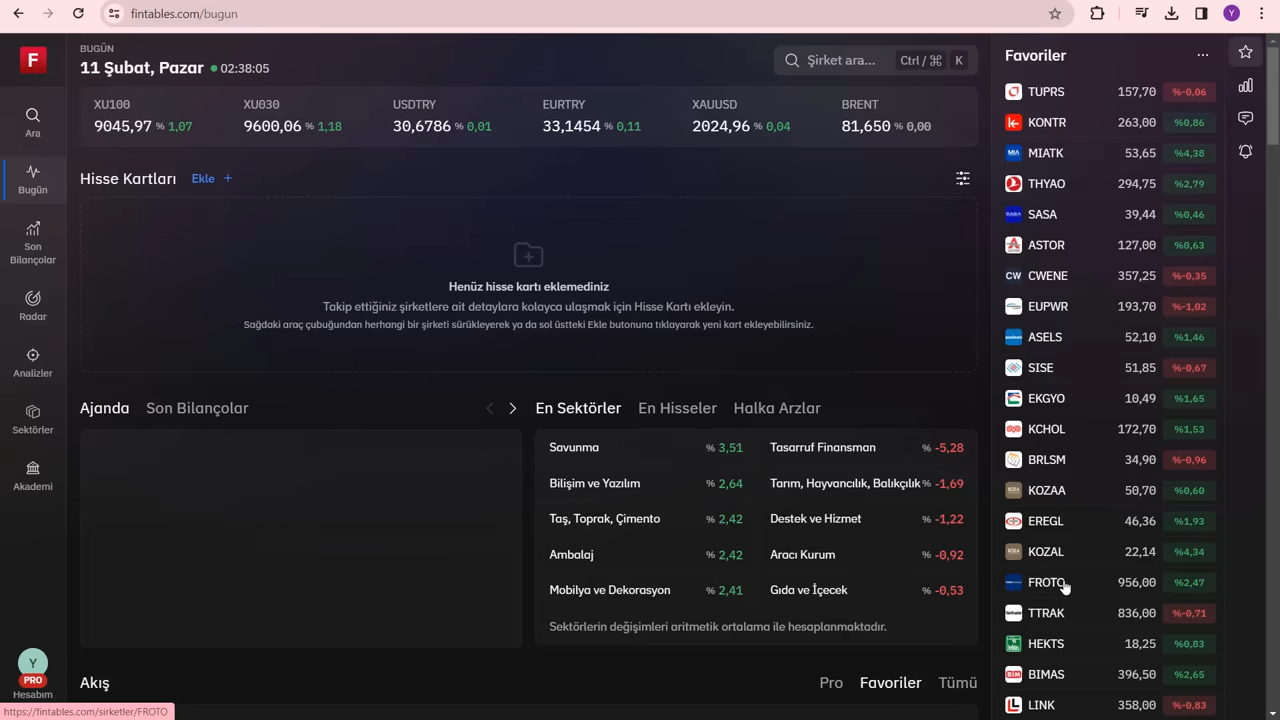 fintables.com/bugun
Y
F
Ara
Bugün
Son
Bilançolar
Radar
Analizler
Sektörler
Akademi
Y
PRO
Hesabım
BUGÜN
11 Şubat, Pazar 02:38:05
Şirket ara... Ctrl / ⌘ K
XU100 XU030 USDTRY EURTRY XAUUSD BRENT
9045,97 % 1,07 9600,06 % 1,18 30,6786 % 0,01 33,1454 % 0,11 2024,96 % 0,04 81,650 % 0,00
Hisse Kartları Ekle +
Henüz hisse kartı eklemediniz
Takip ettiğiniz şirketlere ait detaylara kolayca ulaşmak için Hisse Kartı ekleyin.
Sağdaki araç çubuğundan herhangi bir şirketi sürükleyerek ya da sol üstteki Ekle butonuna tıklayarak yeni kart ekleyebilirsiniz.
Ajanda Son Bilançolar
En Sektörler En Hisseler Halka Arzlar
Savunma % 3,51 Tasarruf Finansman % -5,28
Bilişim ve Yazılım % 2,64 Tarım, Hayvancılık, Balıkçılık % -1,69
Taş, Toprak, Çimento % 2,42 Destek ve Hizmet % -1,22
Ambalaj % 2,42 Aracı Kurum % -0,92
Mobilya ve Dekorasyon % 2,41 Gıda ve İçecek % -0,53
Sektörlerin değişimleri aritmetik ortalama ile hesaplanmaktadır.
Akış Pro Favoriler Tümü
Favoriler ...
TUPRS 157,70 %-0,06
KONTR 263,00 %0,86
MIA MIATK 53,65 %4,38
THYAO 294,75 %2,79
SASA SASA 39,44 %0,46
ASTOR 127,00 %0,63
CW CWENE 357,25 %-0,35
EUPWR 193,70 %-1,02
aselsan ASELS 52,10 %1,46
SISE 51,85 %-0,67
EKGYO 10,49 %1,65
KCHOL 172,70 %1,53
BRLSM 34,90 %-0,96
KOZA KOZAA 50,70 %0,60
EREGL 46,36 %1,93
KOZA KOZAL 22,14 %4,34
FROTO 956,00 %2,47
TTRAK 836,00 %-0,71
HEKTS 18,25 %0,83
BIM BIMAS 396,50 %2,65
LINK 358,00 %-0,83
https://fintables.com/sirketler/FROTO